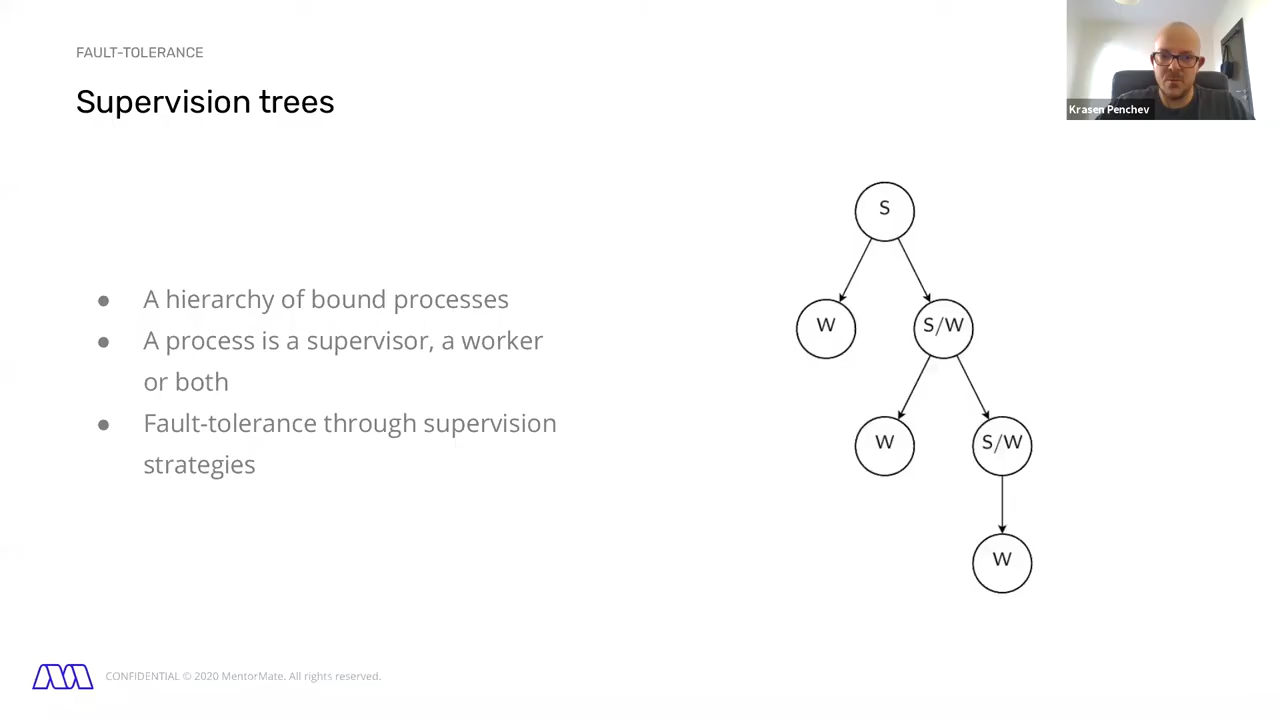 FAULT-TOLERANCE
Supervision trees
Krasen Penchev
● A hierarchy of bound processes
● A process is a supervisor, a worker
or both
● Fault-tolerance through supervision
strategies
S
W
S/W
W
S/W
W
CONFIDENTIAL © 2020 MentorMate. All rights reserved.